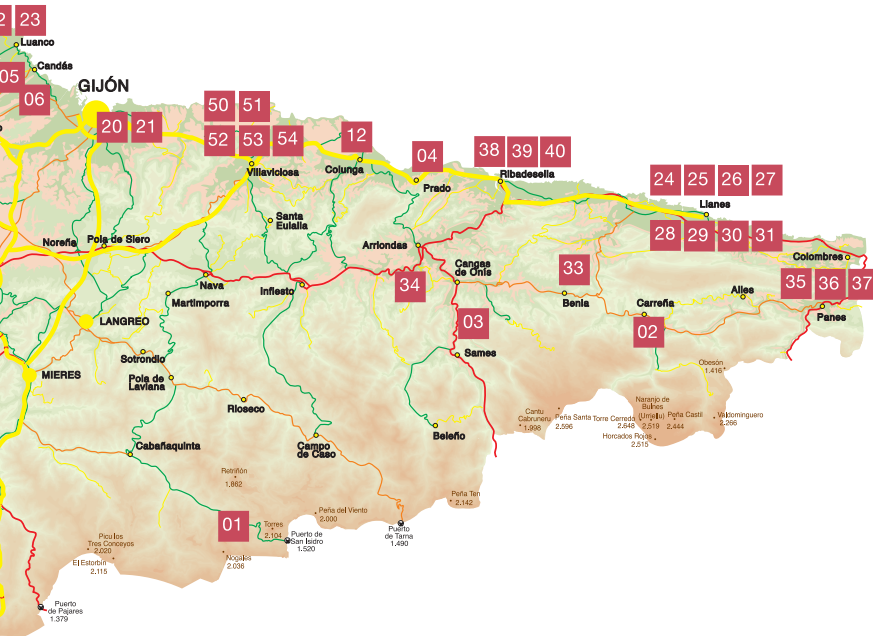 23
Luanco
Candás
05
06
GIJÓN
20 21
50 51
52 53 54
Villaviciosa
12
Colunga
04
Prado
38 39 40
Ribadesella
24 25 26 27
Llanes
28 29 30 31
Colombres
Santa
Eulalia
Noreña
Pola de Siero
Arriondas
Nava
Martimporra
Infiesto
34
Cangas
de Onís
33
Benia
Carreña
02
Alles
35 36 37
Panes
LANGREO
03
Sames
Sotrondio
MIERES
Pola de
Laviana
Rioseco
Obesón
1.416
Cantu
Cabruneru
1.998
Peña Santa
2.596
Torre Cerredo
2.648
Naranjo de
Bulnes
(Urriellu)
2.519
Peña Castil
2.444
Valdominguero
2.266
Horcados Rojos
2.515
Beleño
Cabañaquinta
Campo
de Caso
Retriñón
1.862
Peña Ten
2.142
Peña del Viento
2.000
01
Torres
2.104
Puerto de
San Isidro
1.520
Puerto
de Tarna
1.490
Picu los
Tres Conceyos
2.020
El Estorbín
2.115
Nogales
2.036
Puerto
de Pajares
1.379